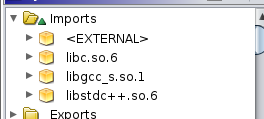 Imports
<EXTERNAL>
libc.so.6
libgcc_s.so.1
libstdc++.so.6
Exports